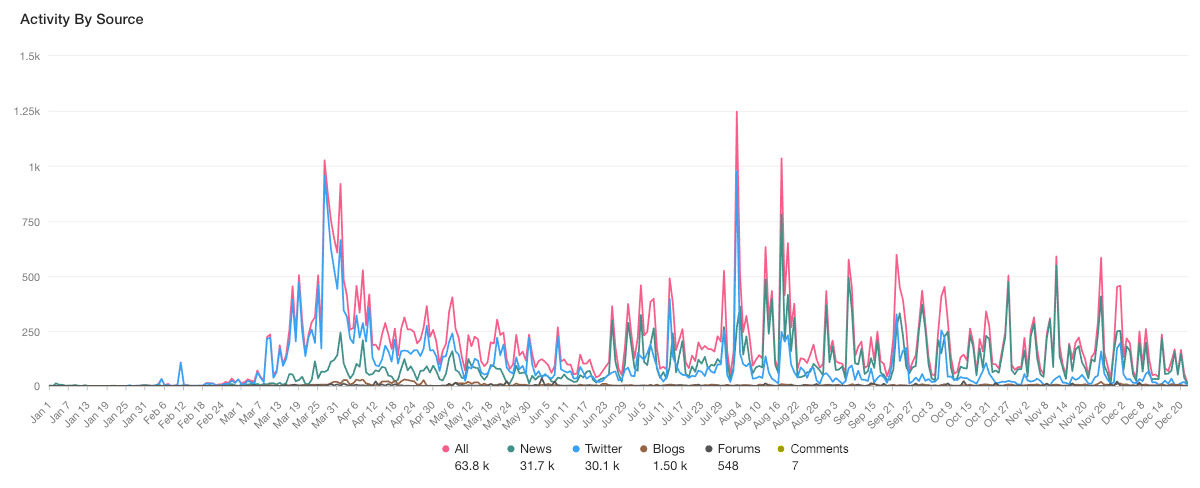 Activity By Source
1.5k
1.25k
1k
750
500
250
0
Jan 1 Jan 7 Jan 13 Jan 19 Jan 25 Jan 31 Feb 6 Feb 12 Feb 18 Feb 24 Mar 1 Mar 7 Mar 13 Mar 19 Mar 25 Mar 31 Apr 6 Apr 12 Apr 18 Apr 24 Apr 30 May 6 May 12 May 18 May 24 May 30 Jun 5 Jun 11 Jun 17 Jun 23 Jun 29 Jul 5 Jul 11 Jul 17 Jul 23 Jul 29 Aug 4 Aug 10 Aug 16 Aug 22 Aug 28 Sep 3 Sep 9 Sep 15 Sep 21 Sep 27 Oct 3 Oct 9 Oct 15 Oct 21 Oct 27 Nov 2 Nov 8 Nov 14 Nov 20 Nov 26 Dec 2 Dec 8 Dec 14 Dec 20
All News Twitter Blogs Forums Comments
63.8 k 31.7 k 30.1 k 1.50 k 548 7